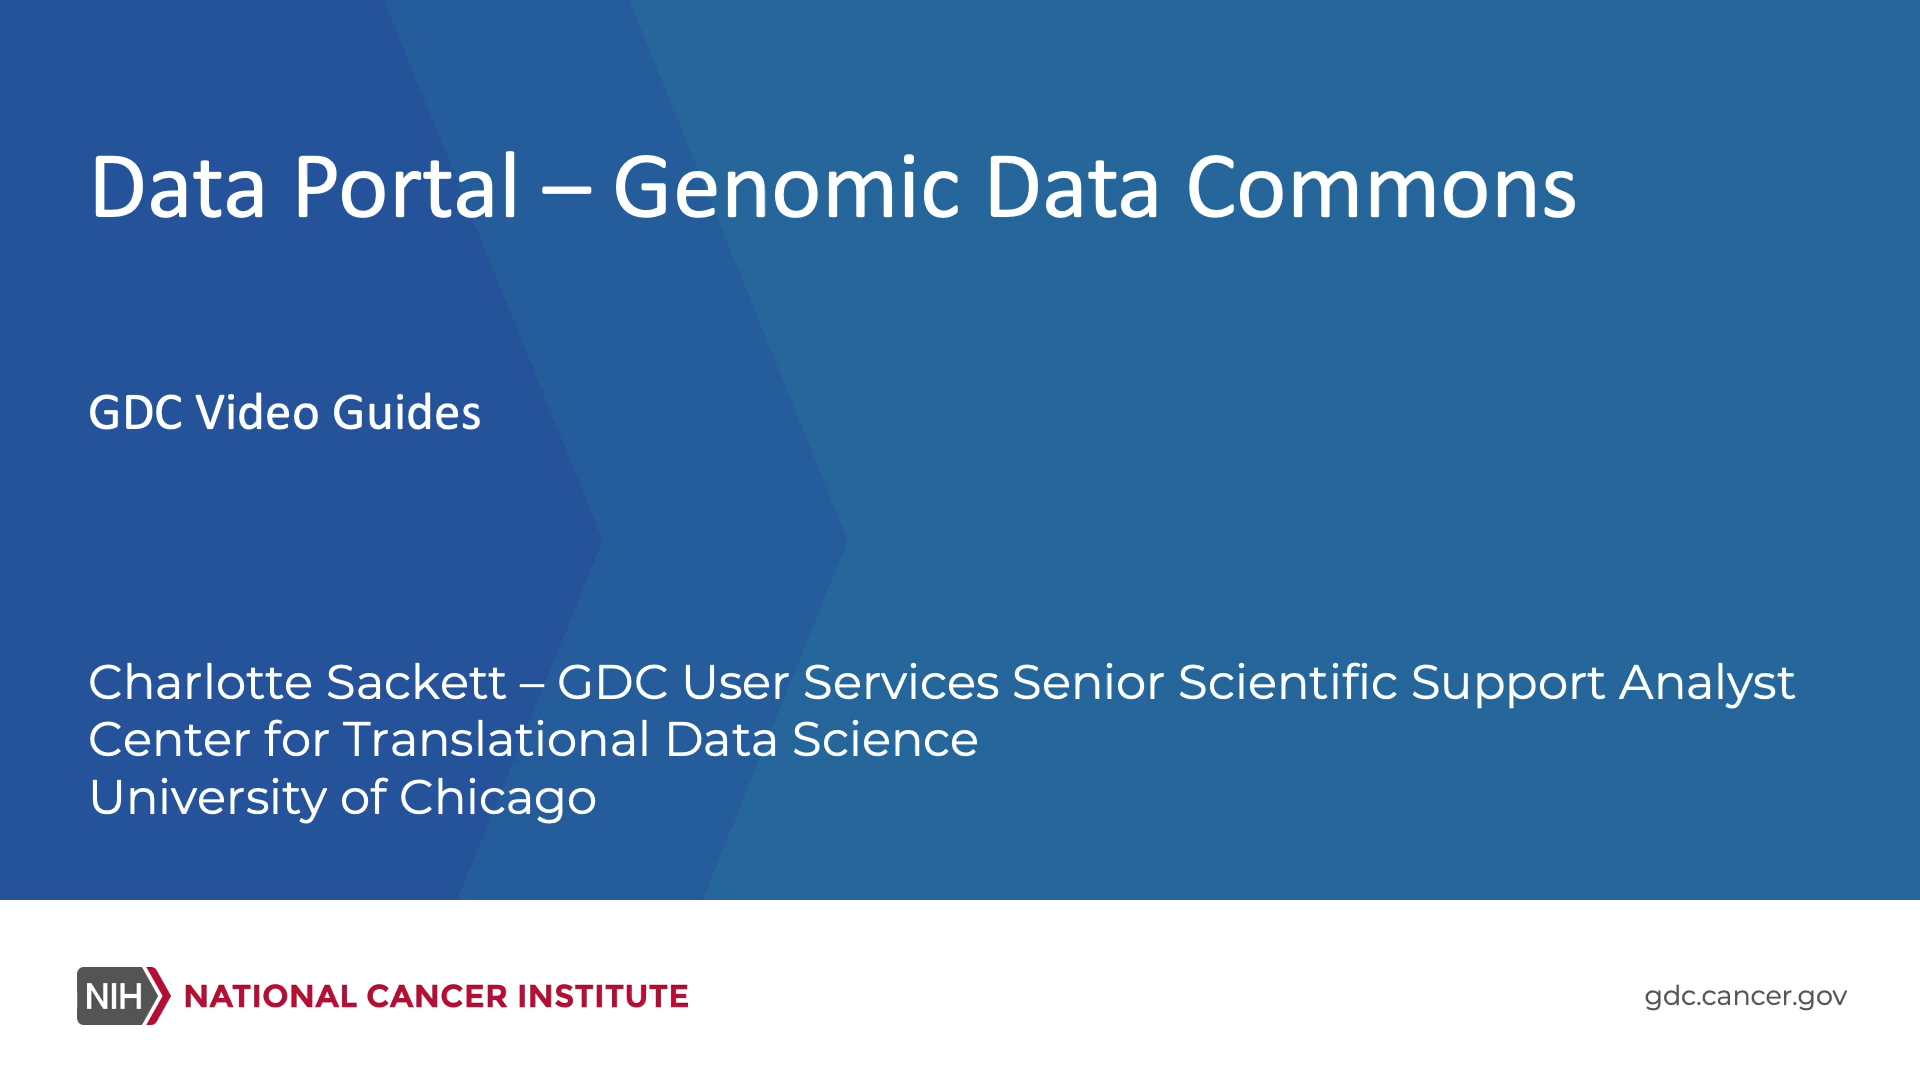 Data Portal – Genomic Data Commons
GDC Video Guides
Charlotte Sackett – GDC User Services Senior Scientific Support Analyst
Center for Translational Data Science
University of Chicago
NIH NATIONAL CANCER INSTITUTE
gdc.cancer.gov